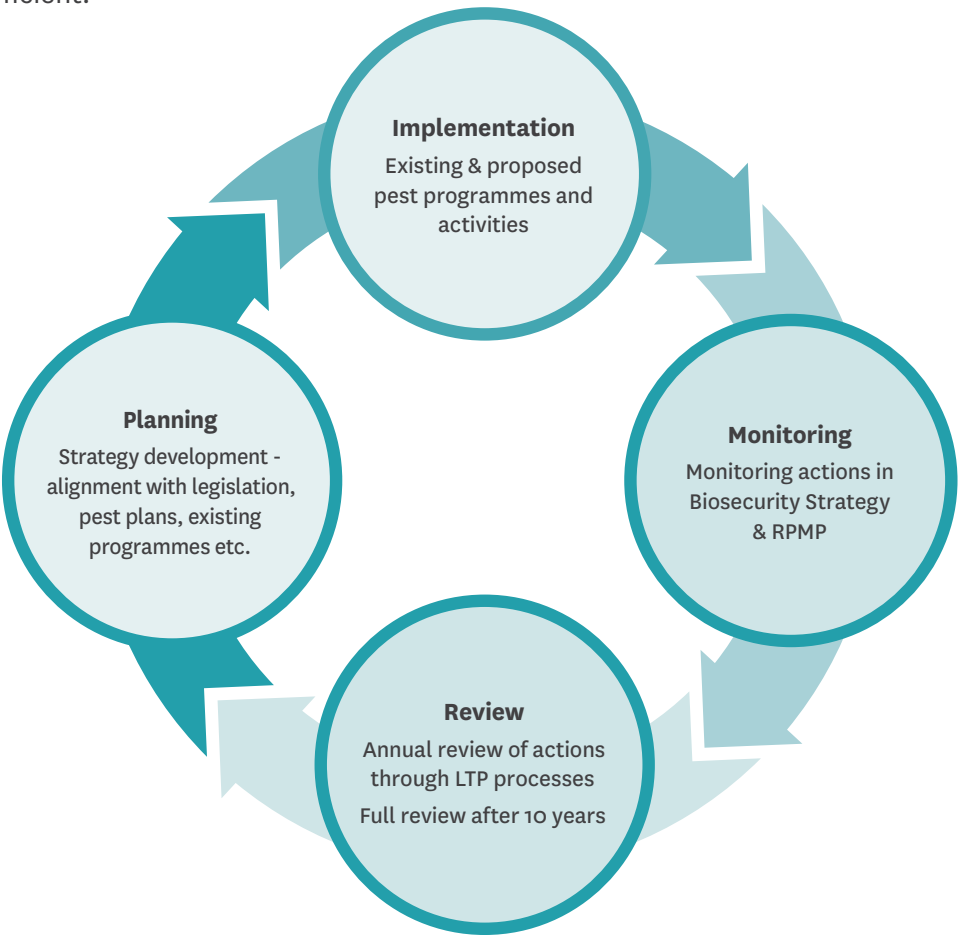 Implementation
Existing & proposed
pest programmes and
activities
Planning
Strategy development -
alignment with legislation,
pest plans, existing
programmes etc.
Monitoring
Monitoring actions in
Biosecurity Strategy
& RPMP
Review
Annual review of actions
through LTP processes
Full review after 10 years